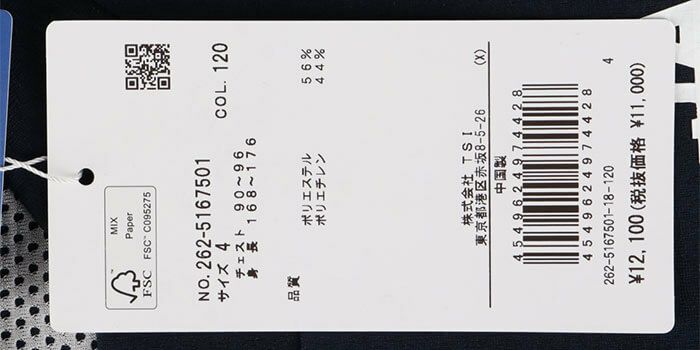 MIX
Paper
FSC™ C095275
FSC
NO. 262-5167501
COL. 120
サイズ 4
チェスト 90~96
身 長 168~176
品質
ポリエステル 56%
ポリエチレン 44%
株式会社 TSI
東京都港区赤坂8-5-26
(X)
中国製
4549624974428
4549624974428
262-5167501-18-120
4
¥12,100(税抜価格 ¥11,000)